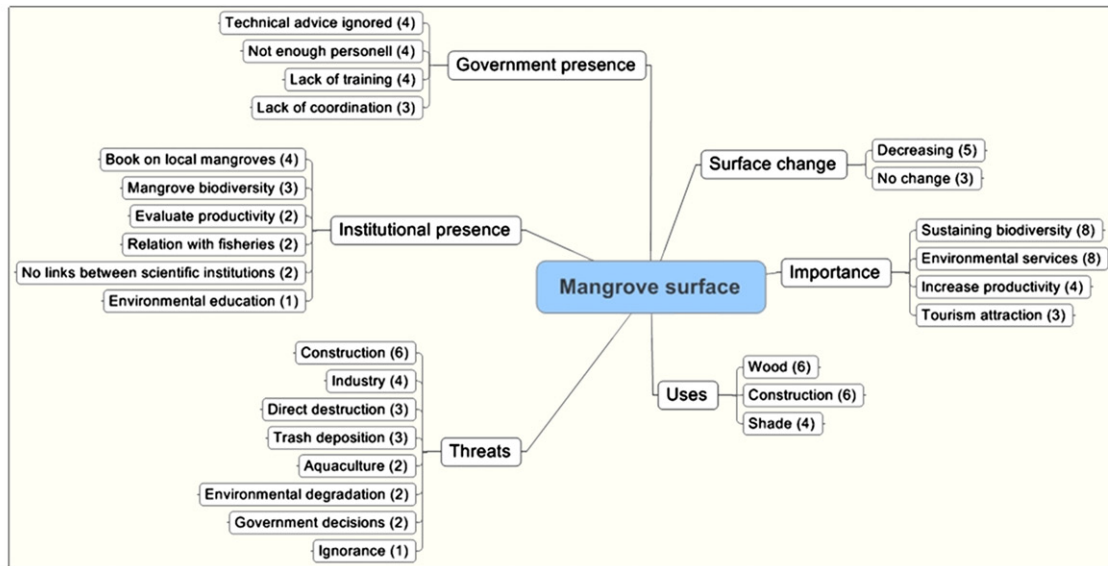 Technical advice ignored (4)
Not enough personell (4)
Lack of training (4)
Lack of coordination (3)
Government presence
Book on local mangroves (4)
Mangrove biodiversity (3)
Evaluate productivity (2)
Relation with fisheries (2)
No links between scientific institutions (2)
Environmental education (1)
Institutional presence
Construction (6)
Industry (4)
Direct destruction (3)
Trash deposition (3)
Aquaculture (2)
Environmental degradation (2)
Government decisions (2)
Ignorance (1)
Threats
Mangrove surface
Surface change
Decreasing (5)
No change (3)
Importance
Sustaining biodiversity (8)
Environmental services (8)
Increase productivity (4)
Tourism attraction (3)
Uses
Wood (6)
Construction (6)
Shade (4)